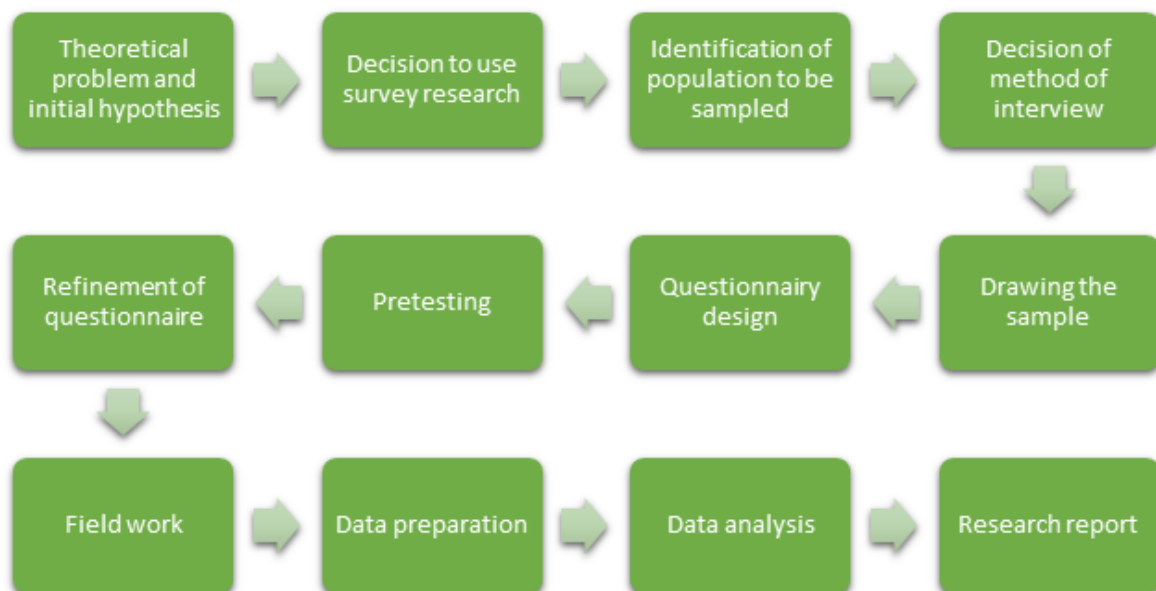 Theoretical
problem and
initial hypothesis
Decision to use
survey research
Identification of
population to be
sampled
Decision of
method of
interview
Drawing the
sample
Questionnairy
design
Pretesting
Refinement of
questionnaire
Field work
Data preparation
Data analysis
Research report